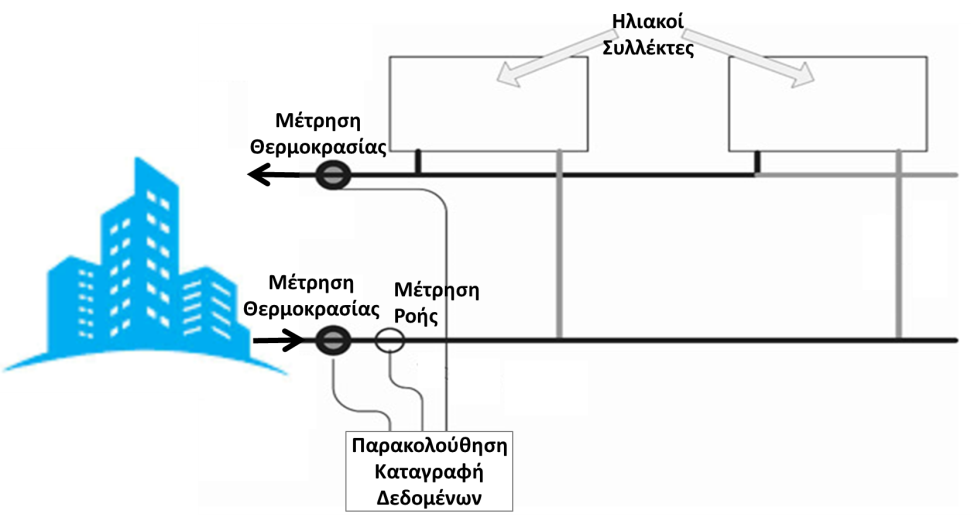 Ηλιακοί
Συλλέκτες
Μέτρηση
Θερμοκρασίας
Μέτρηση
Θερμοκρασίας
Μέτρηση
Ροής
Παρακολούθηση
Καταγραφή
Δεδομένων